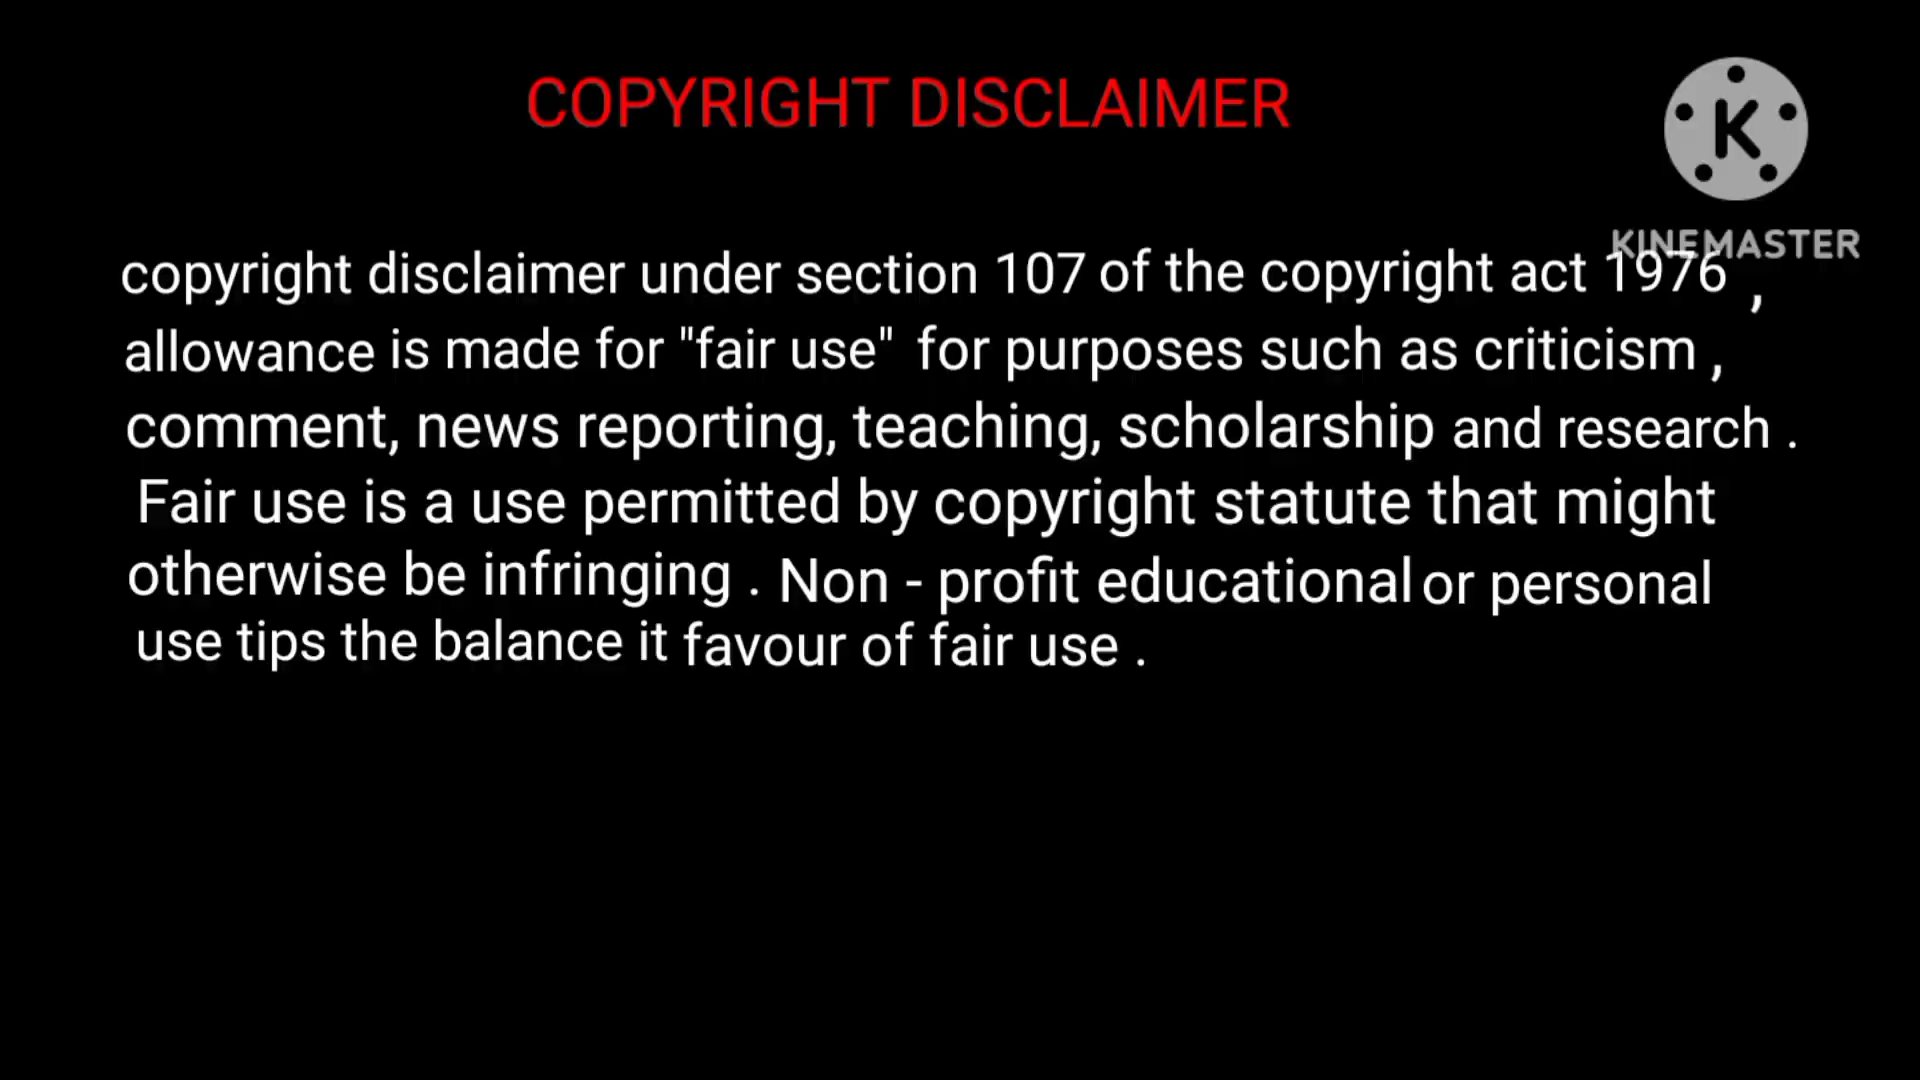 COPYRIGHT DISCLAIMER
K
KINEMASTER
copyright disclaimer under section 107 of the copyright act 1976 ,
allowance is made for "fair use" for purposes such as criticism ,
comment, news reporting, teaching, scholarship and research .
Fair use is a use permitted by copyright statute that might
otherwise be infringing . Non - profit educational or personal
use tips the balance it favour of fair use .